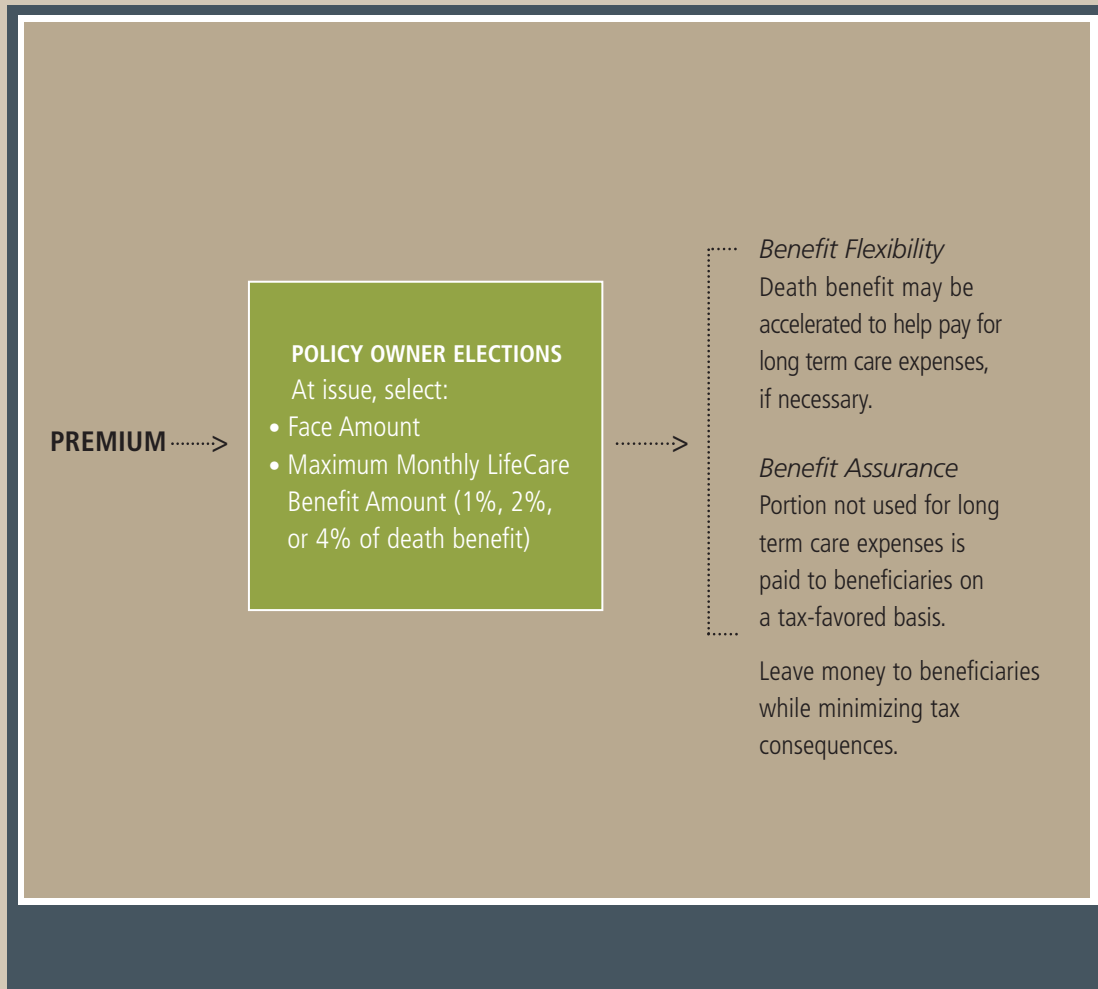 PREMIUM
POLICY OWNER ELECTIONS
At issue, select:
• Face Amount
• Maximum Monthly LifeCare
Benefit Amount (1%, 2%,
or 4% of death benefit)
Benefit Flexibility
Death benefit may be
accelerated to help pay for
long term care expenses,
if necessary.
Benefit Assurance
Portion not used for long
term care expenses is
paid to beneficiaries on
a tax-favored basis.
Leave money to beneficiaries
while minimizing tax
consequences.